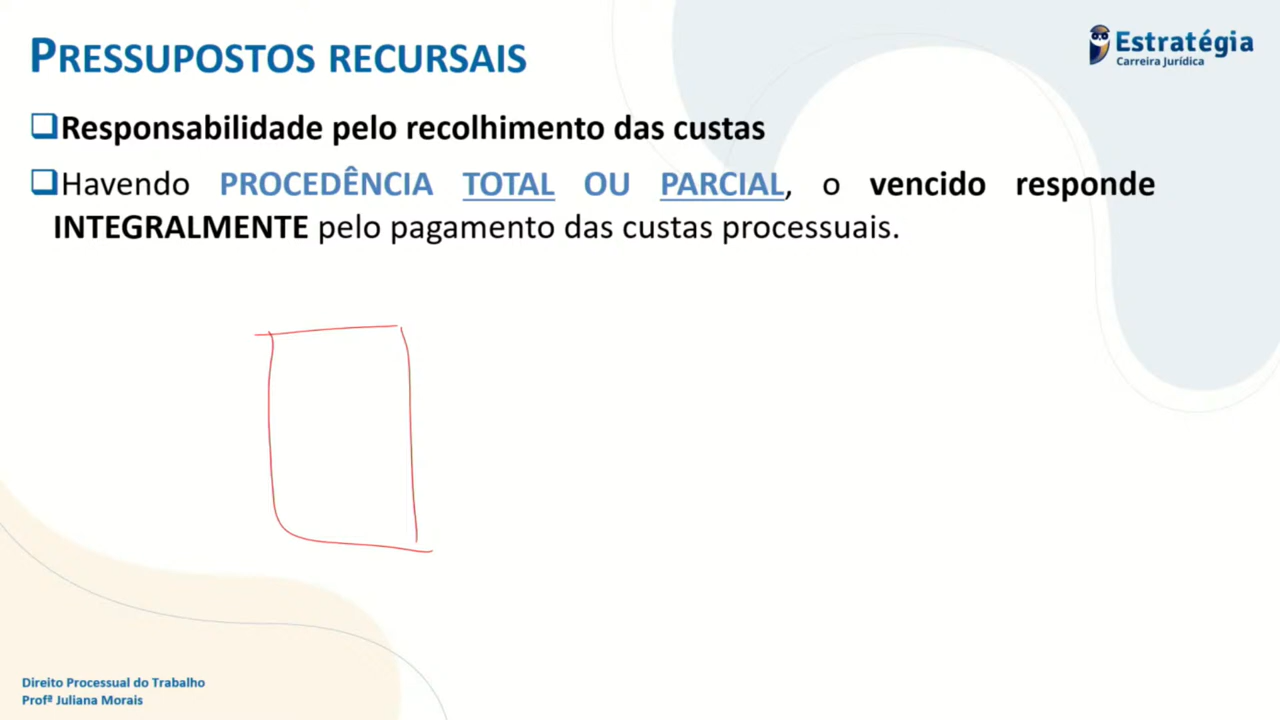 PRESSUPOSTOS RECURSAIS
Estratégia
Carreira Jurídica
Responsabilidade pelo recolhimento das custas
Havendo PROCEDÊNCIA TOTAL OU PARCIAL, o vencido responde
INTEGRALMENTE pelo pagamento das custas processuais.
Direito Processual do Trabalho
Profª Juliana Morais